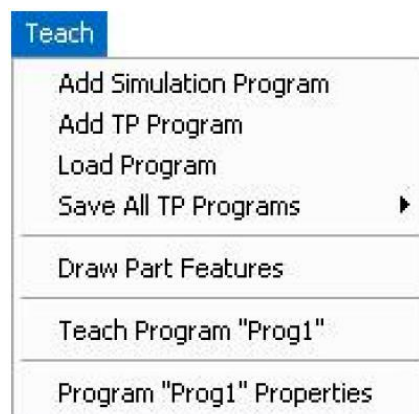 Teach
Add Simulation Program
Add TP Program
Load Program
Save All TP Programs
Draw Part Features
Teach Program "Prog1"
Program "Prog1" Properties